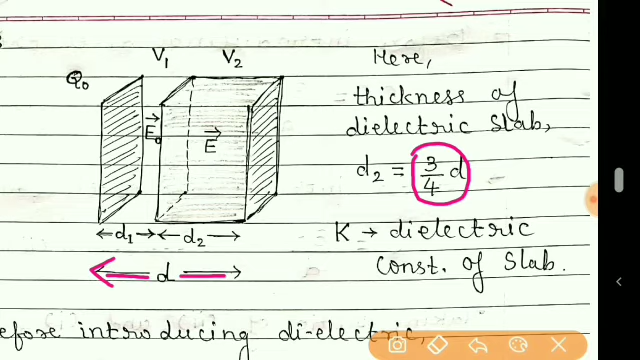 V₁ V₂
Q₀
E₀ E
← d₁ → ← d₂ →
← d →
Here,
thickness of
dielectric slab,
d₂ = 3/4 d
K → dielectric
Const. of Slab.
efore introducing di-electric,